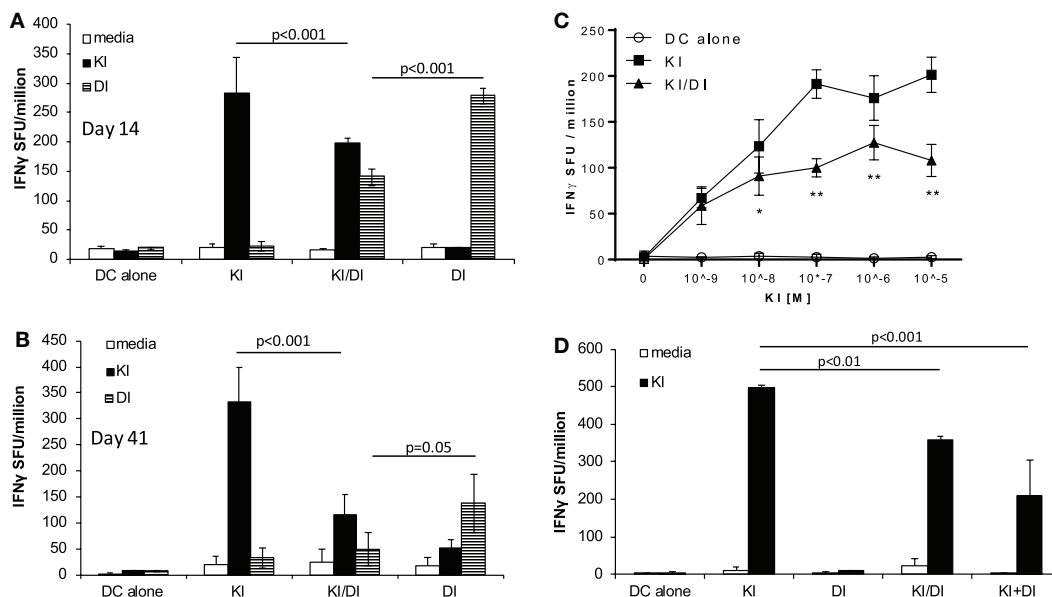 A
400
350
300
250
200
150
100
50
0
IFNγ SFU/million
media
KI
DI
Day 14
p<0.001
p<0.001
DC alone
KI
KI/DI
DI
B
450
400
350
300
250
200
150
100
50
0
IFNγ SFU/million
media
KI
DI
Day 41
p<0.001
p=0.05
DC alone
KI
KI/DI
DI
C
250
200
150
100
50
0
IFNγ SFU / million
DC alone
KI
KI/DI
*
**
**
**
0
10^-9
10^-8
10*-7
10^-6
10^-5
KI [M]
D
600
500
400
300
200
100
0
IFNγ SFU/million
media
KI
p<0.001
p<0.01
DC alone
KI
DI
KI/DI
KI+DI